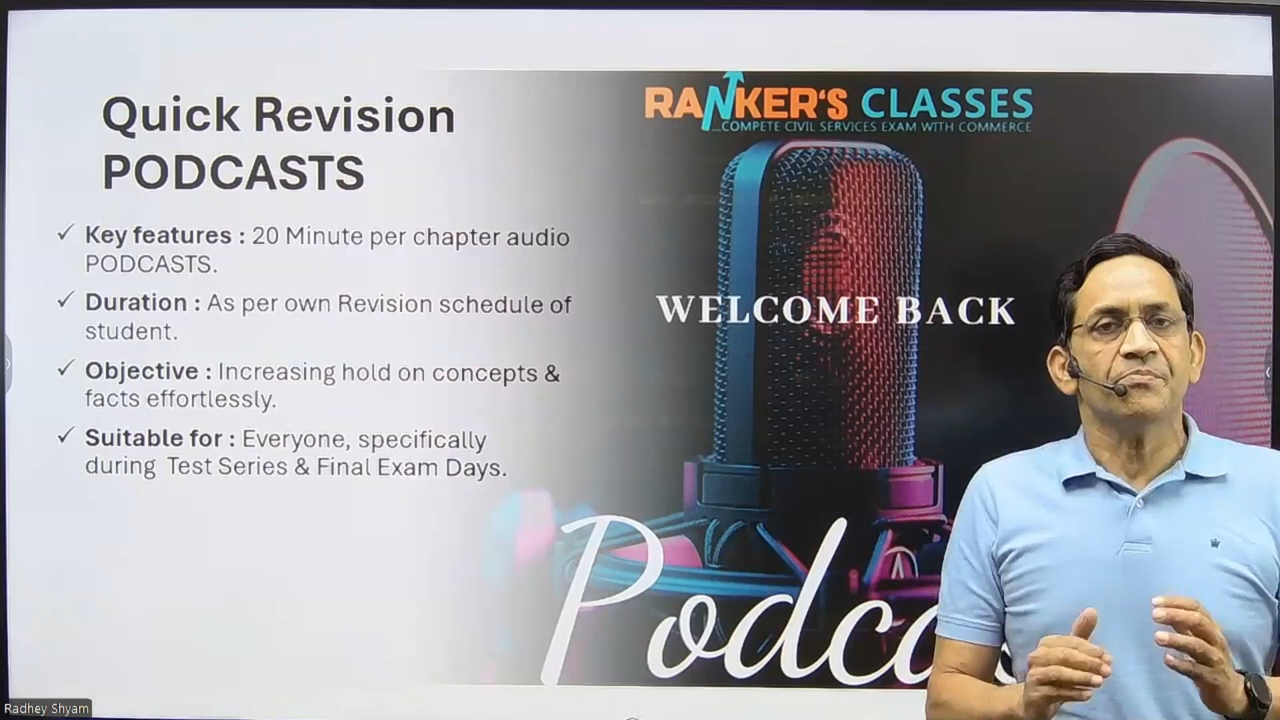 Quick Revision
PODCASTS
✓ Key features : 20 Minute per chapter audio
PODCASTS.
✓ Duration : As per own Revision schedule of
student.
✓ Objective : Increasing hold on concepts &
facts effortlessly.
✓ Suitable for : Everyone, specifically
during Test Series & Final Exam Days.
RANKER'S CLASSES
...COMPETE CIVIL SERVICES EXAM WITH COMMERCE
WELCOME BACK
Radhey Shyam